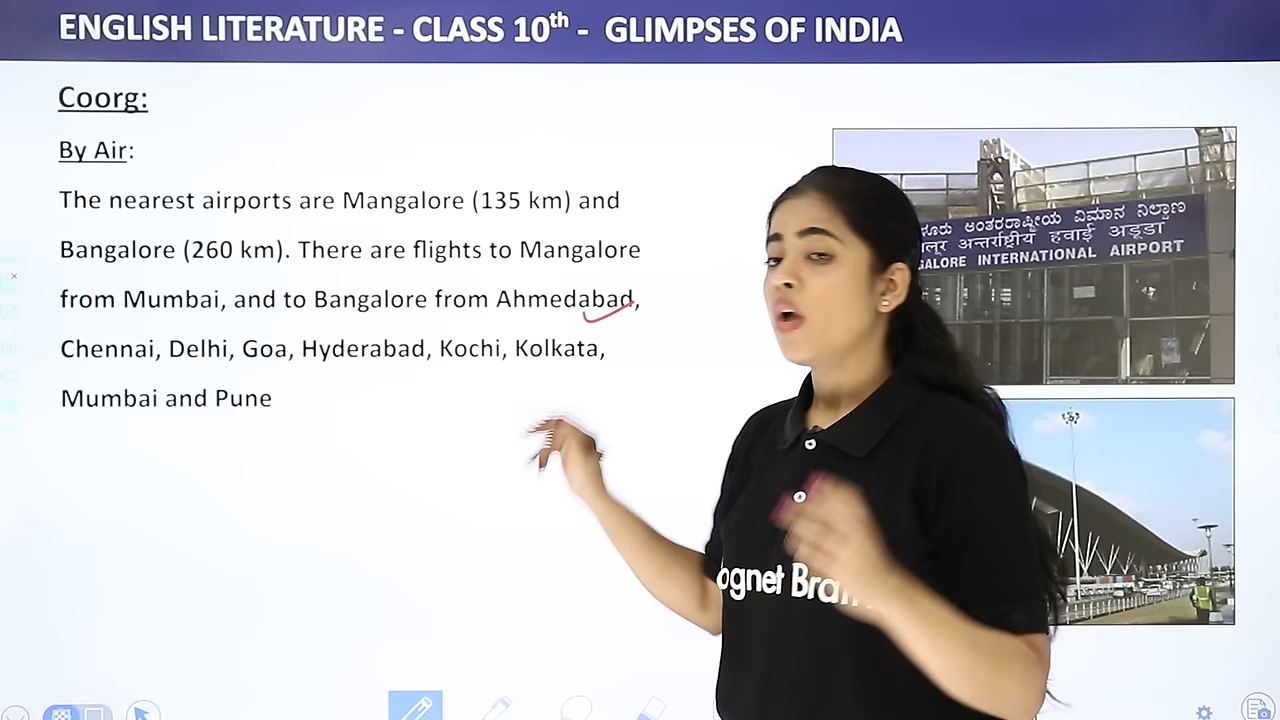 ENGLISH LITERATURE - CLASS 10th - GLIMPSES OF INDIA
Coorg:
By Air:
The nearest airports are Mangalore (135 km) and
Bangalore (260 km). There are flights to Mangalore
from Mumbai, and to Bangalore from Ahmedabad,
Chennai, Delhi, Goa, Hyderabad, Kochi, Kolkata,
Mumbai and Pune
ಅಂತರರಾಷ್ಟ್ರೀಯ ವಿಮಾನ ನಿಲ್ದಾಣ
अन्तर्राष्ट्रीय हवाई अड्डा
INTERNATIONAL AIRPORT